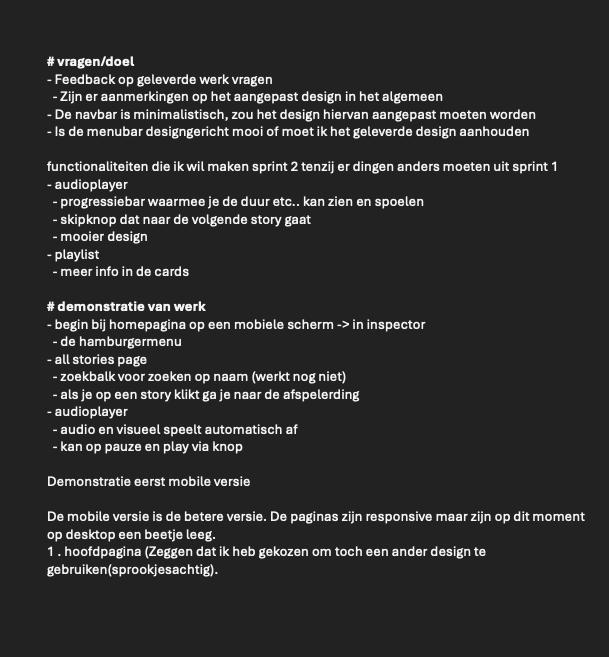 # vragen/doel
- Feedback op geleverde werk vragen
- Zijn er aanmerkingen op het aangepast design in het algemeen
- De navbar is minimalistisch, zou het design hiervan aangepast moeten worden
- Is de menubar designgericht mooi of moet ik het geleverde design aanhouden
functionaliteiten die ik wil maken sprint 2 tenzij er dingen anders moeten uit sprint 1
- audioplayer
- progressiebar waarmee je de duur etc.. kan zien en spoelen
- skipknop dat naar de volgende story gaat
- mooier design
- playlist
- meer info in de cards
# demonstratie van werk
- begin bij homepagina op een mobiele scherm -> in inspector
- de hamburgermenu
- all stories page
- zoekbalk voor zoeken op naam (werkt nog niet)
- als je op een story klikt ga je naar de afspelerding
- audioplayer
- audio en visueel speelt automatisch af
- kan op pauze en play via knop
Demonstratie eerst mobile versie
De mobile versie is de betere versie. De paginas zijn responsive maar zijn op dit moment
op desktop een beetje leeg.
1 . hoofdpagina (Zeggen dat ik heb gekozen om toch een ander design te
gebruiken(sprookjesachtig).